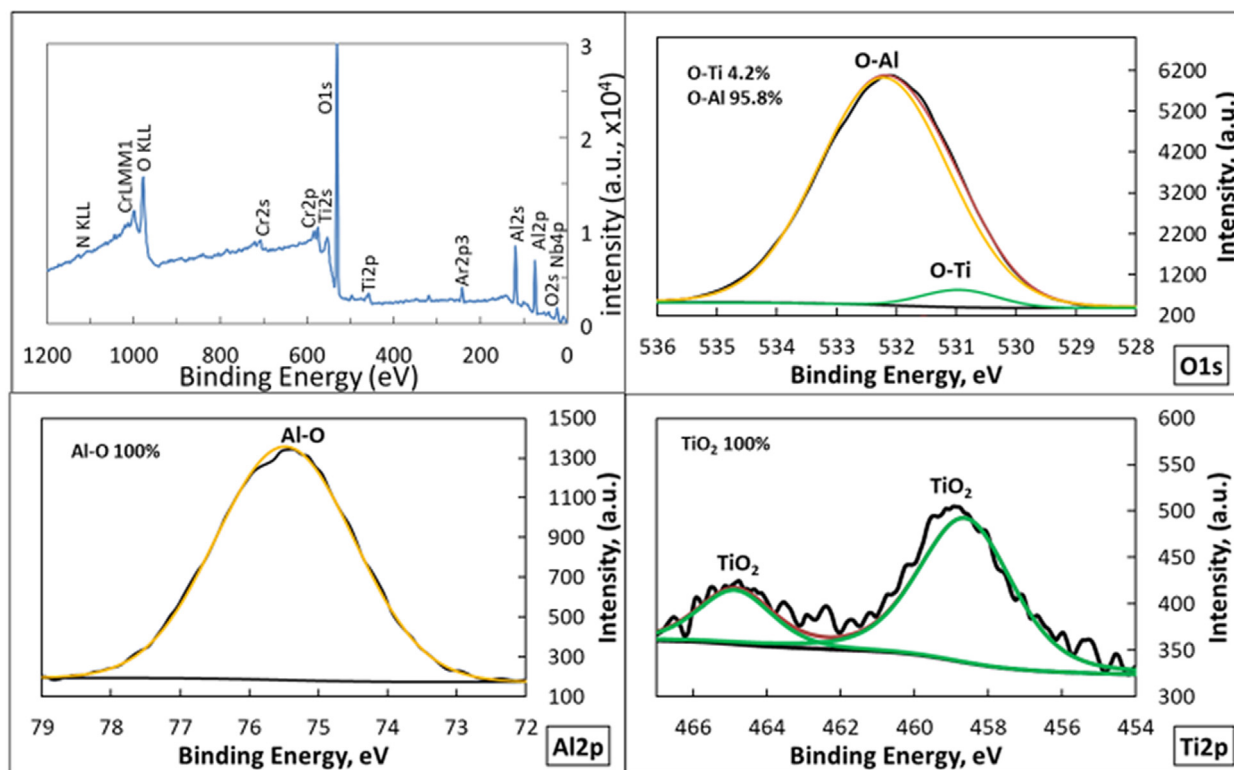 N KLL
CrLMM1
O KLL
Cr2s
Cr2p
Ti2s
O1s
Ti2p
Ar2p3
Al2s
Al2p
O2s
Nb4p
3
2
1
0
intensity (a.u., x10⁴)
1200 1000 800 600 400 200 0
Binding Energy (eV)
O-Ti 4.2%
O-Al 95.8%
O-Al
O-Ti
6200
5200
4200
3200
2200
1200
200
Intensity, (a.u.)
536 535 534 533 532 531 530 529 528
Binding Energy, eV
O1s
Al-O 100%
Al-O
1500
1300
1100
900
700
500
300
100
Intensity, (a.u.)
79 78 77 76 75 74 73 72
Binding Energy, eV
Al2p
TiO₂ 100%
TiO₂
TiO₂
600
550
500
450
400
350
300
Intensity, (a.u.)
466 464 462 460 458 456 454
Binding Energy, eV
Ti2p